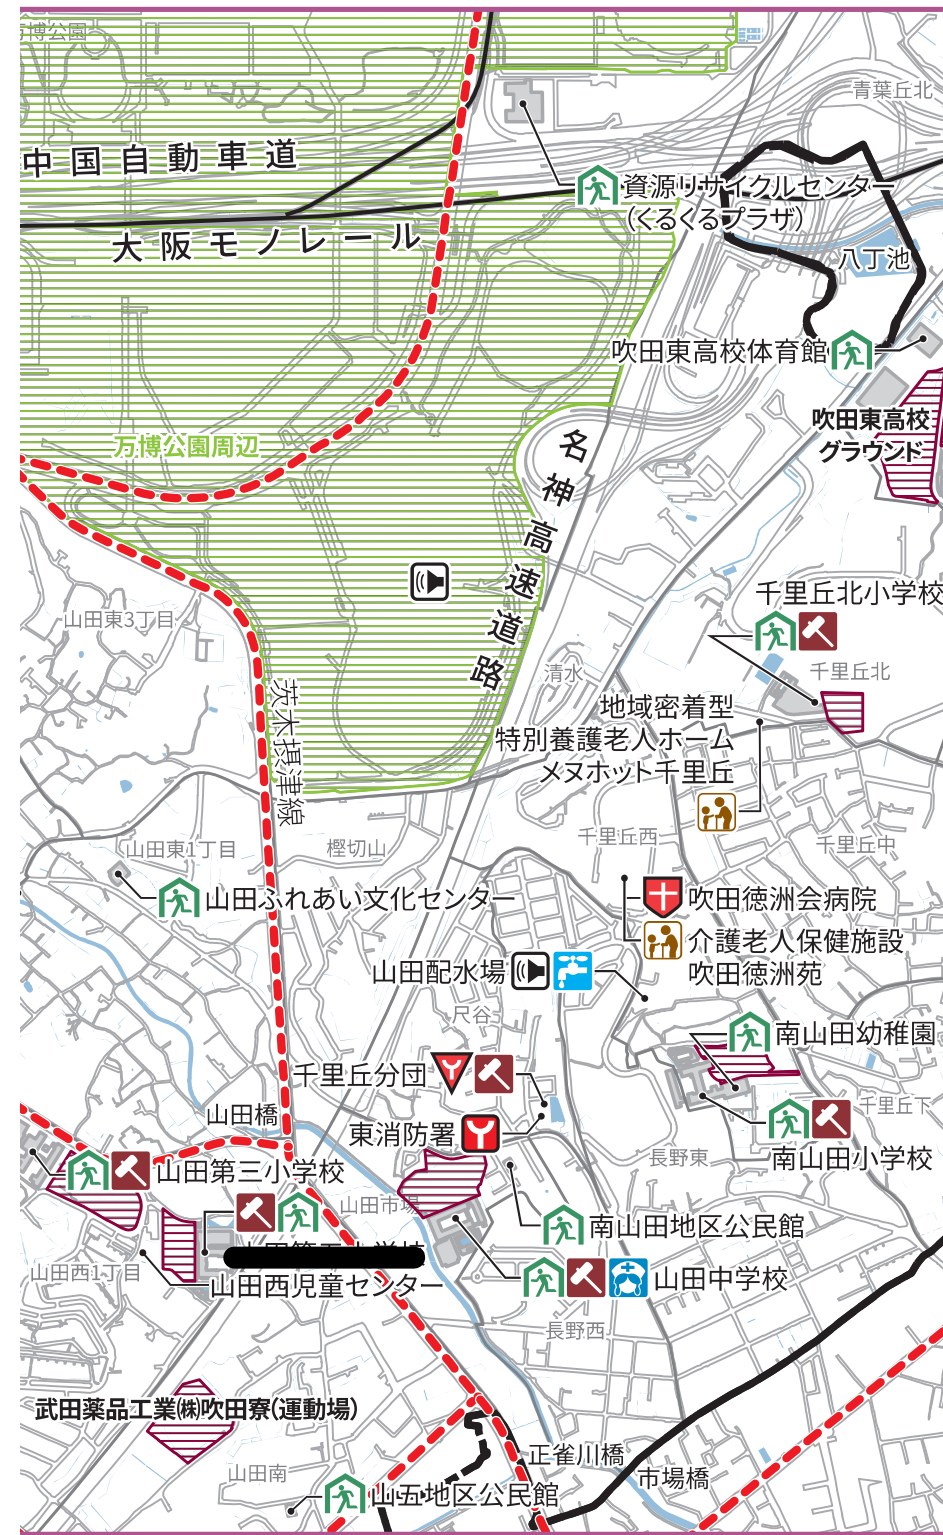 万博公園
青葉丘北
中国自動車道
資源リサイクルセンター
（くるくるプラザ）
大阪モノレール
八丁池
吹田東高校体育館
吹田東高校
グラウンド
万博公園周辺
名神高速道路
千里丘北小学校
山田東3丁目
清水
千里丘北
茨木摂津線
地域密着型
特別養護老人ホーム
メヌホット千里丘
千里丘西
千里丘中
山田東1丁目
樫切山
山田ふれあい文化センター
吹田徳洲会病院
介護老人保健施設
吹田徳洲苑
山田配水場
尺谷
南山田幼稚園
千里丘分団
千里丘下
山田橋
東消防署
長野東
南山田小学校
山田第三小学校
山田市場
南山田地区公民館
山田西1丁目
山田西児童センター
山田中学校
長野西
武田薬品工業㈱吹田寮(運動場)
正雀川橋
山田南
市場橋
山五地区公民館